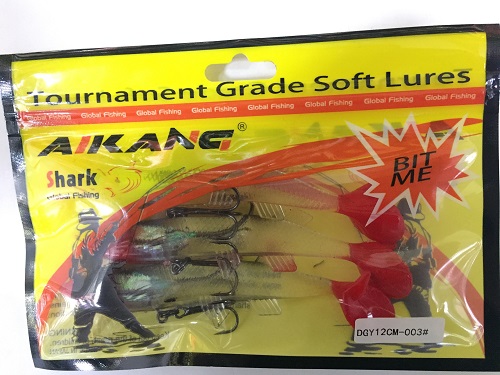 Tournament Grade Soft Lures
Global Fishing Global Fishing Global Fishing Global Fishing Global Fishing Global Fishing
AIKANG®
Shark
Global Fishing
BIT
ME
DGY12CM-003#